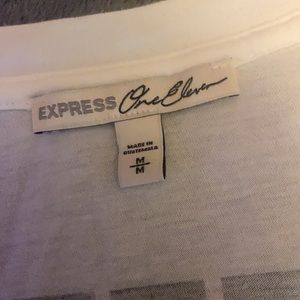 EXPRESS One Eleven
MADE IN
GUATEMALA
M
M